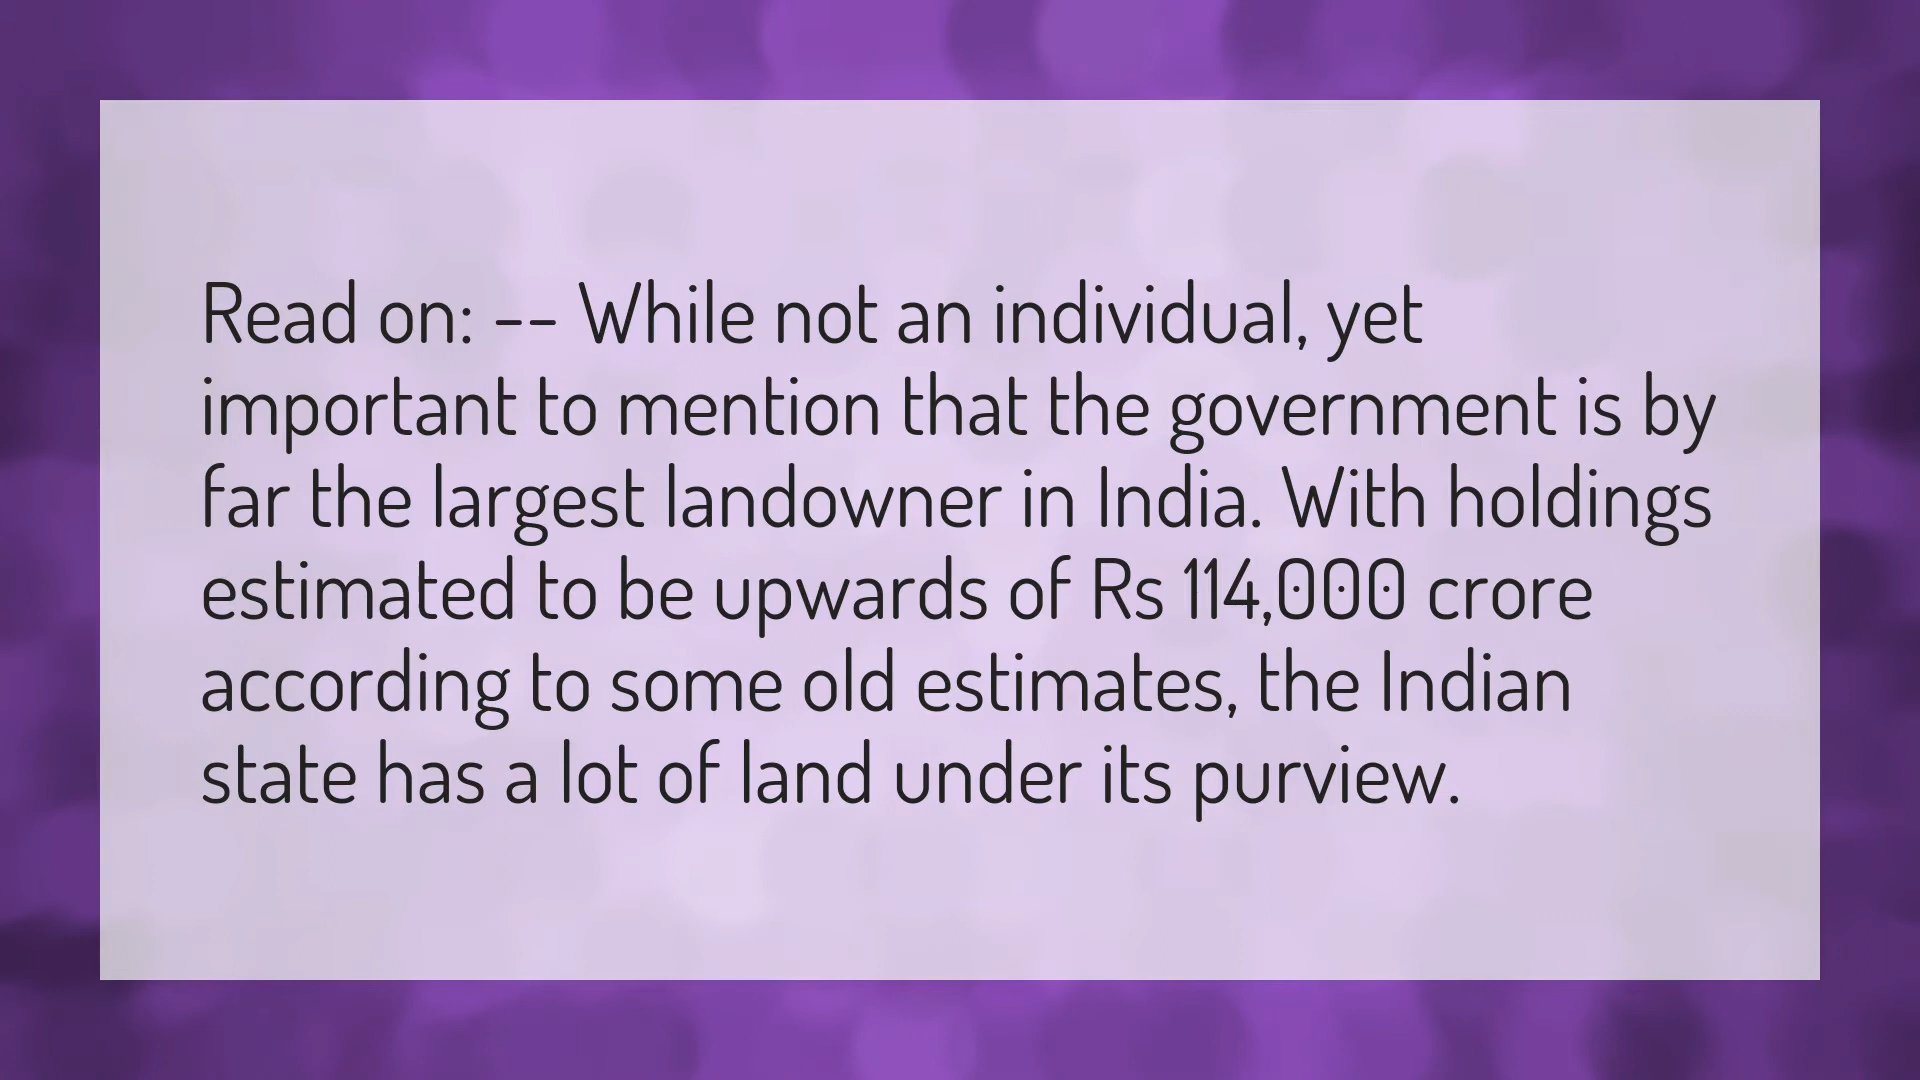 Read on: -- While not an individual, yet
important to mention that the government is by
far the largest landowner in India. With holdings
estimated to be upwards of Rs 114,000 crore
according to some old estimates, the Indian
state has a lot of land under its purview.